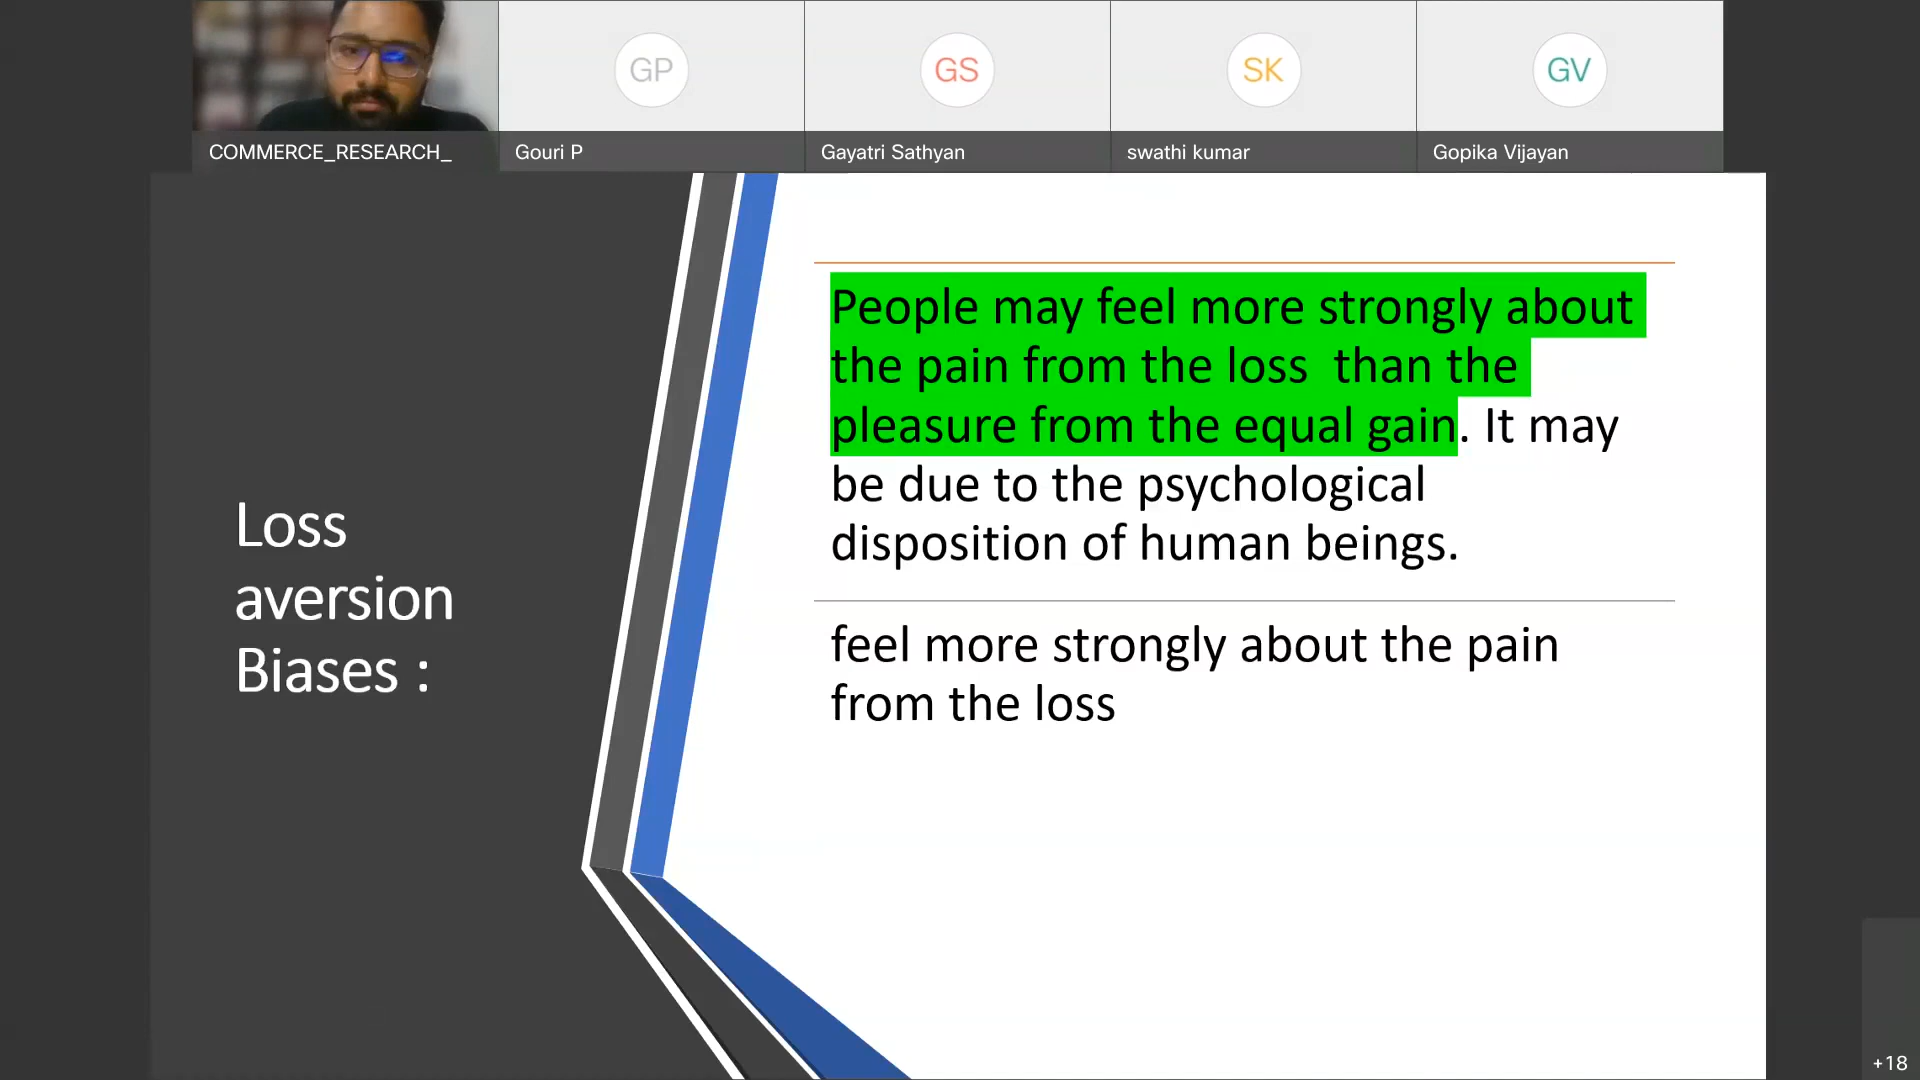 GP
GS
SK
GV
COMMERCE_RESEARCH_
Gouri P
Gayatri Sathyan
swathi kumar
Gopika Vijayan
Loss
aversion
Biases :
People may feel more strongly about
the pain from the loss  than the
pleasure from the equal gain. It may
be due to the psychological
disposition of human beings.
feel more strongly about the pain
from the loss
+18